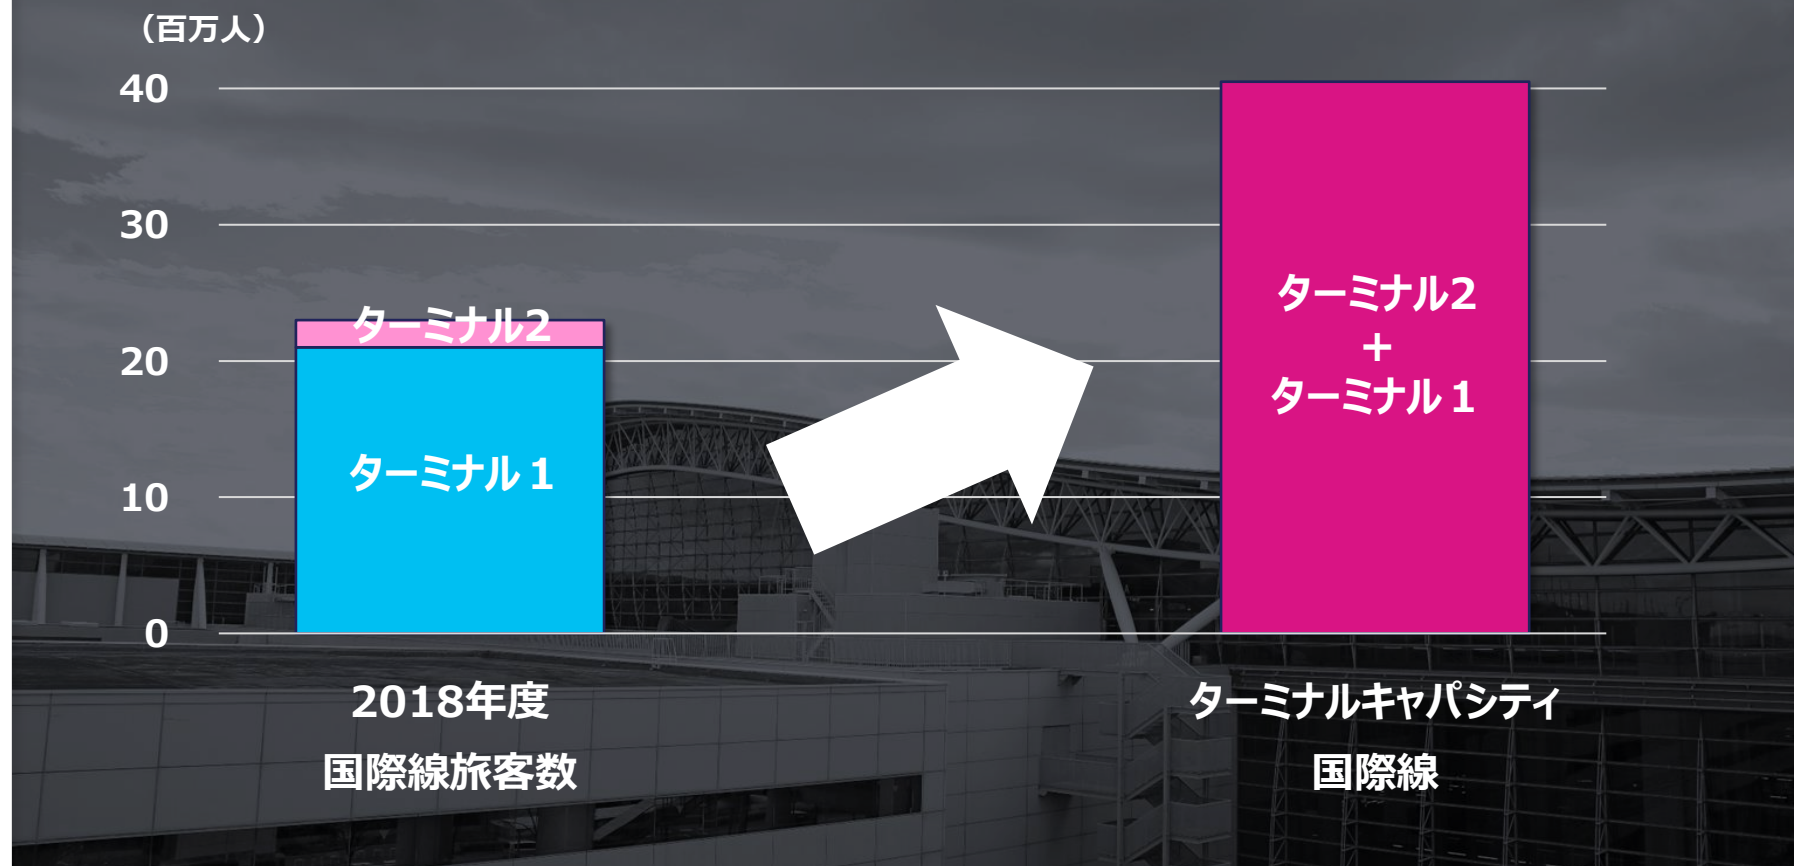 （百万人）
40
30
20
10
0
ターミナル2
ターミナル１
ターミナル2
+
ターミナル１
2018年度
国際線旅客数
ターミナルキャパシティ
国際線